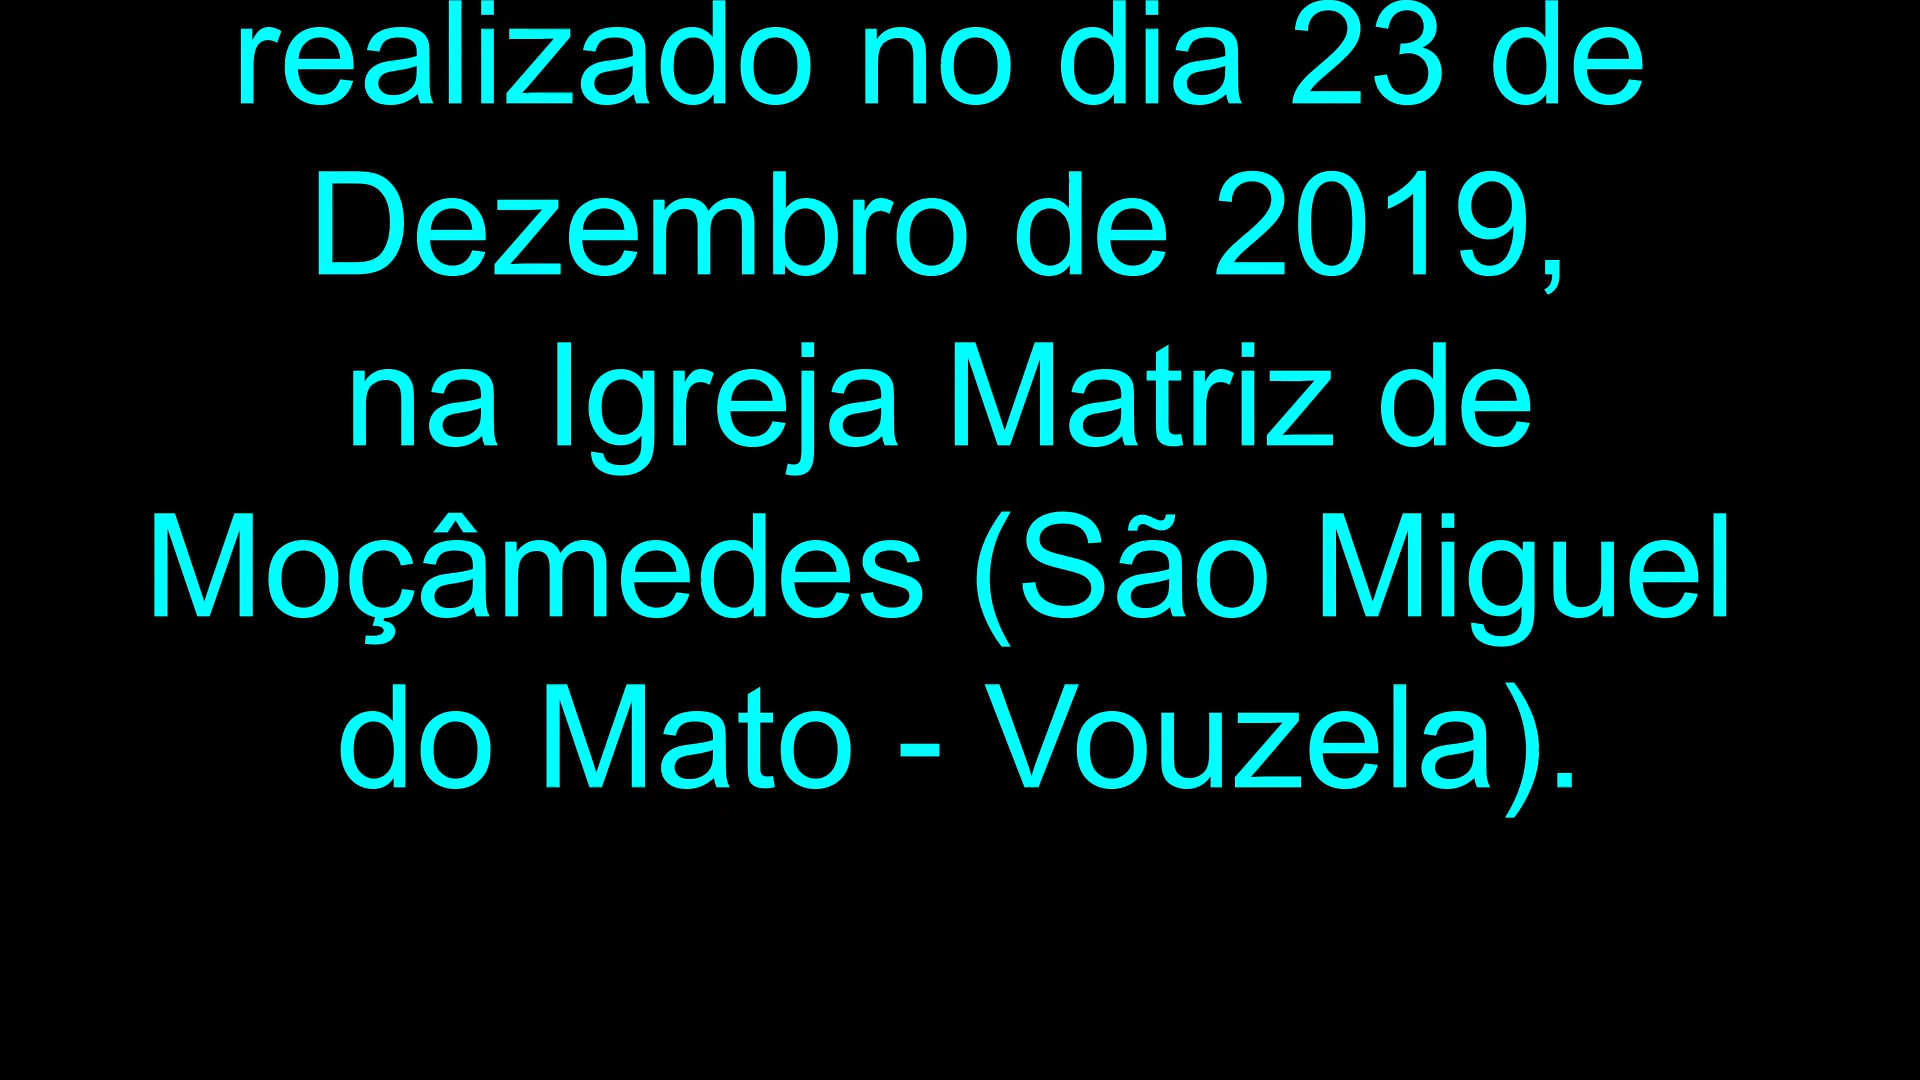 realizado no dia 23 de
Dezembro de 2019,
na Igreja Matriz de
Moçâmedes (São Miguel
do Mato - Vouzela).